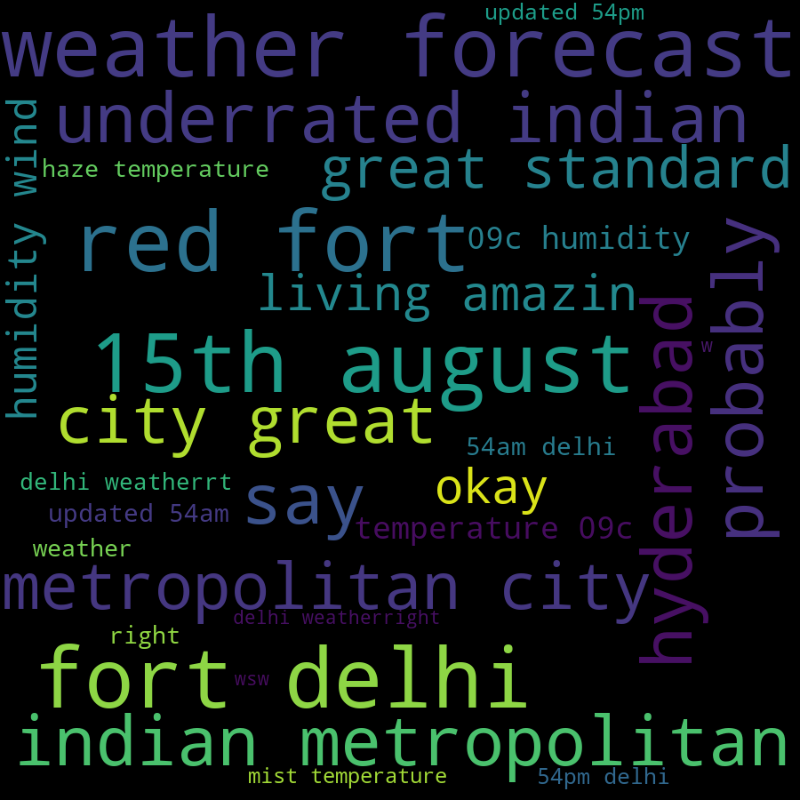 updated 54pm
weather forecast
underrated indian
humidity wind
haze temperature
great standard
red fort
09c humidity
probably
living amazin
hyderabad
15th august
w
city great
54am delhi
okay
delhi weatherrt
say
updated 54am
temperature 09c
weather
metropolitan city
delhi weatherright
right
fort delhi
wsw
indian metropolitan
mist temperature
54pm delhi